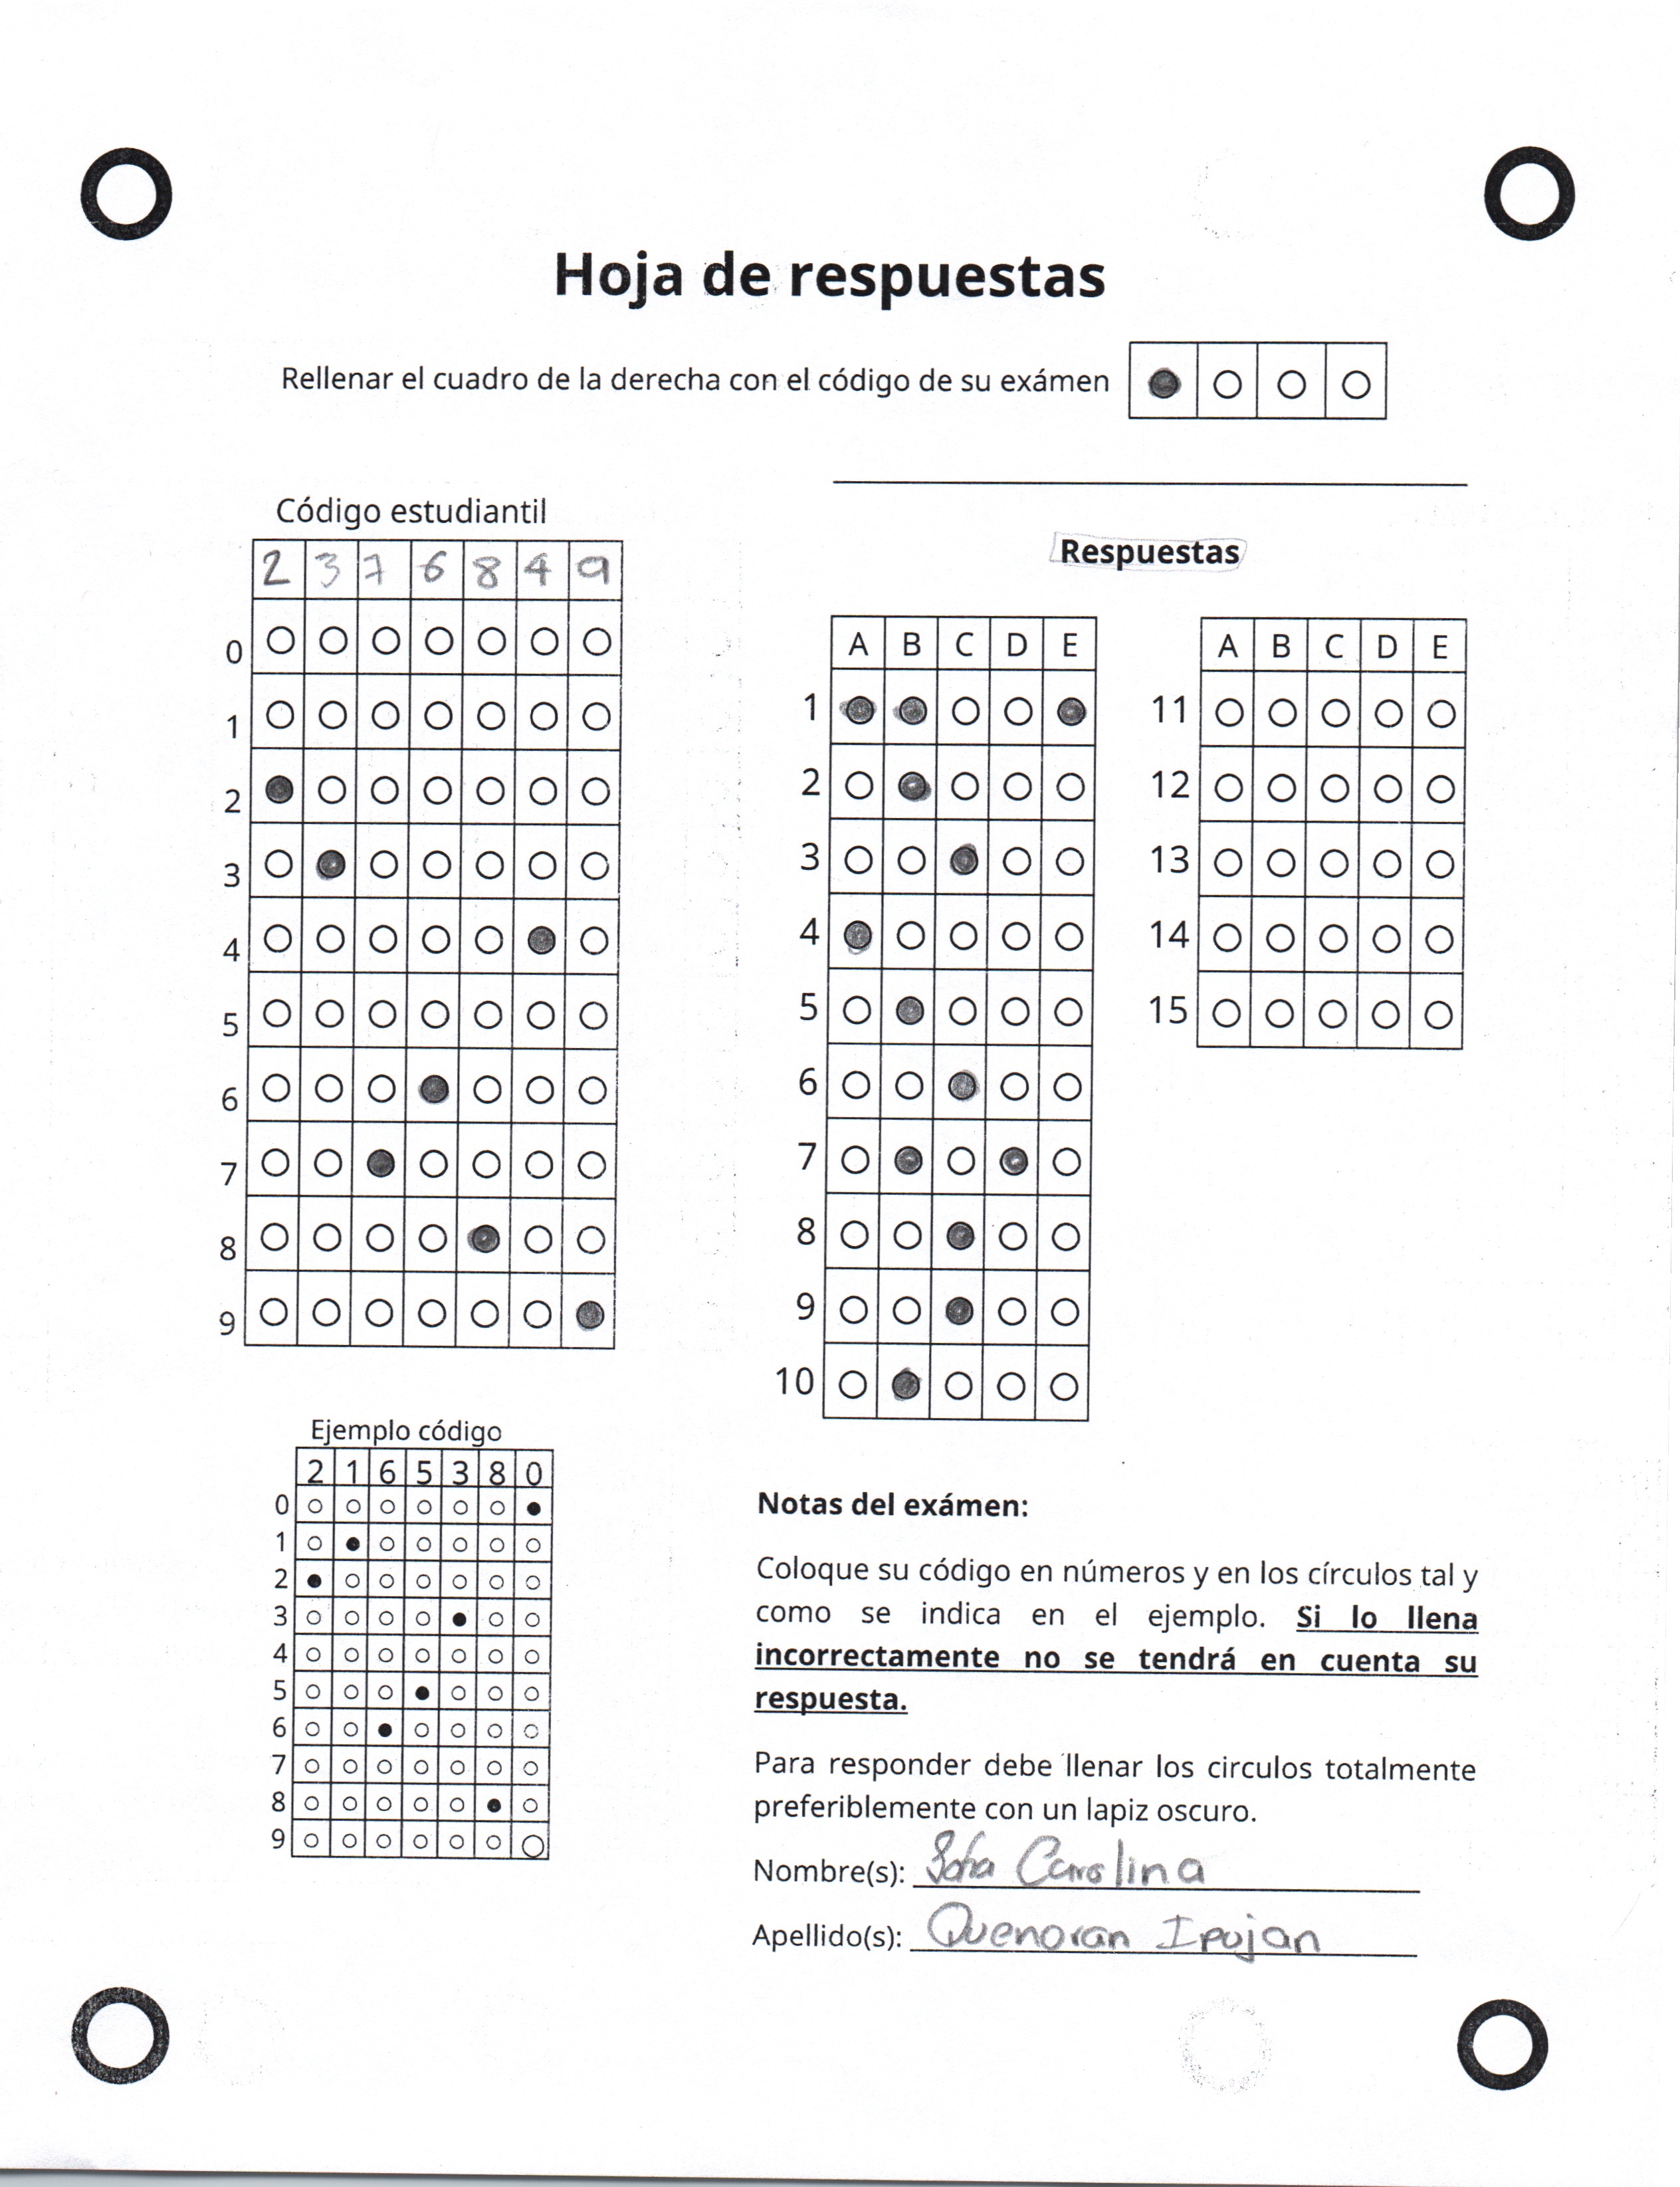 Hoja de respuestas
Rellenar el cuadro de la derecha con el código de su exámen
Código estudiantil
2 3 7 6 8 4 9
0
1
2
3
4
5
6
7
8
9
Respuestas
A B C D E
1
2
3
4
5
6
7
8
9
10
A B C D E
11
12
13
14
15
Ejemplo código
2 1 6 5 3 8 0
0
1
2
3
4
5
6
7
8
9
Notas del exámen:
Coloque su código en números y en los círculos tal y
como se indica en el ejemplo. Si lo llena
incorrectamente no se tendrá en cuenta su
respuesta.
Para responder debe llenar los circulos totalmente
preferiblemente con un lapiz oscuro.
Nombre(s): Sofia Carolina
Apellido(s): Quenoran Ipujan